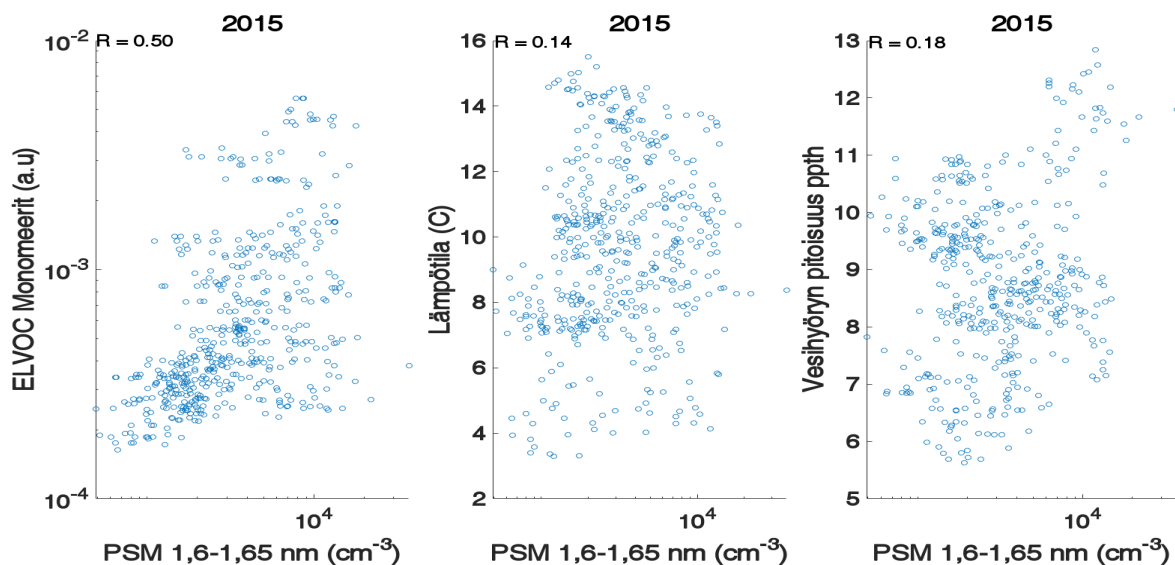 2015
R = 0.50
10⁻²
10⁻³
10⁻⁴
ELVOC Monomeerit (a.u)
10⁴
PSM 1,6-1,65 nm (cm⁻³)
2015
R = 0.14
16
14
12
10
8
6
4
2
Lämpötila (C)
10⁴
PSM 1,6-1,65 nm (cm⁻³)
2015
R = 0.18
13
12
11
10
9
8
7
6
5
Vesihyöryn pitoisuus ppth
10⁴
PSM 1,6-1,65 nm (cm⁻³)